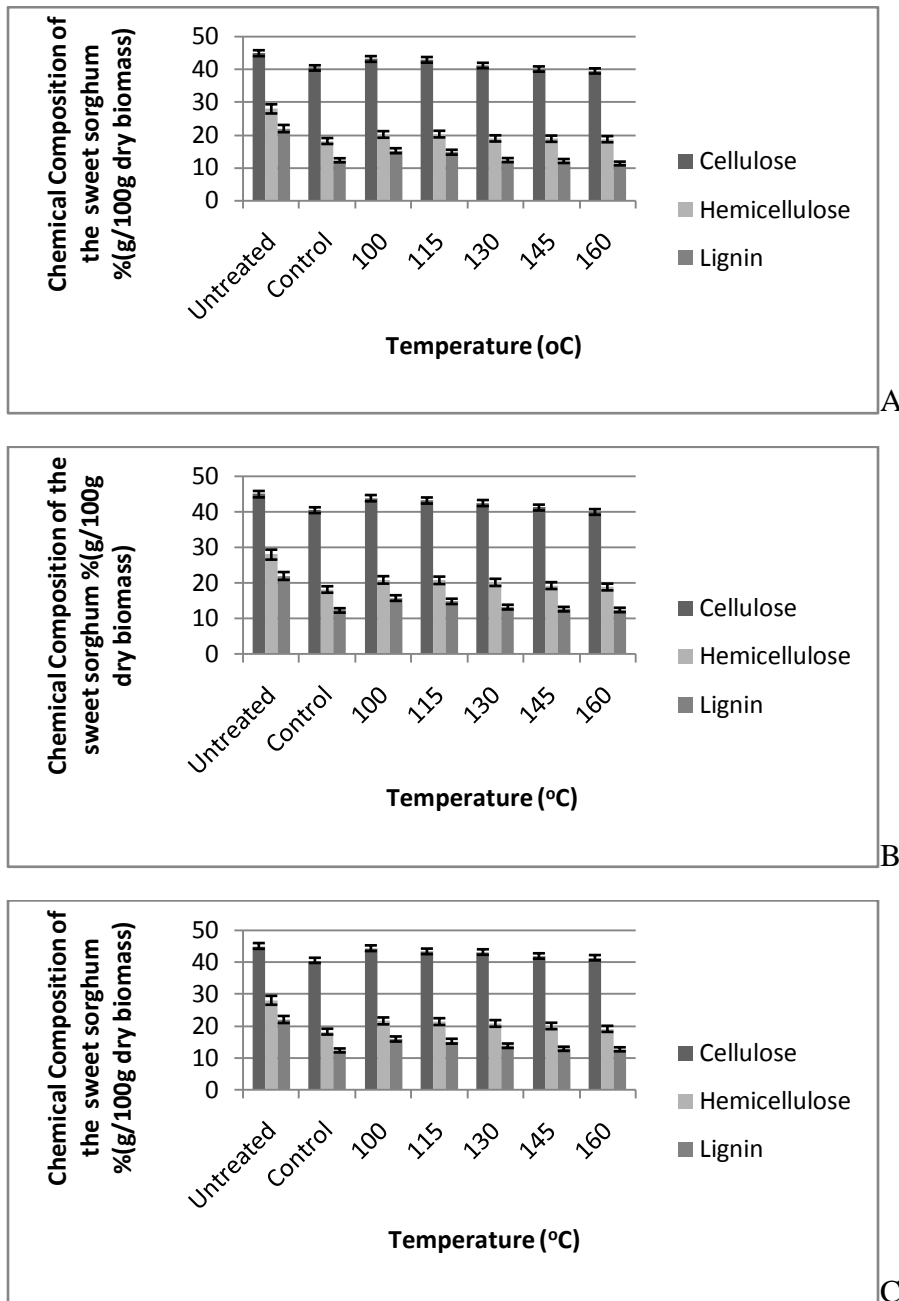 Chemical Composition of
the sweet sorghum
%(g/100g dry biomass)
50
40
30
20
10
0
Untreated
Control
100
115
130
145
160
Temperature (oC)
Cellulose
Hemicellulose
Lignin
A
Chemical Composition of the
sweet sorghum %(g/100g
dry biomass)
50
40
30
20
10
0
Untreated
Control
100
115
130
145
160
Temperature (ºC)
Cellulose
Hemicellulose
Lignin
B
Chemical Composition of
the sweet sorghum
%(g/100g dry biomass)
50
40
30
20
10
0
Untreated
Control
100
115
130
145
160
Temperature (ºC)
Cellulose
Hemicellulose
Lignin
C